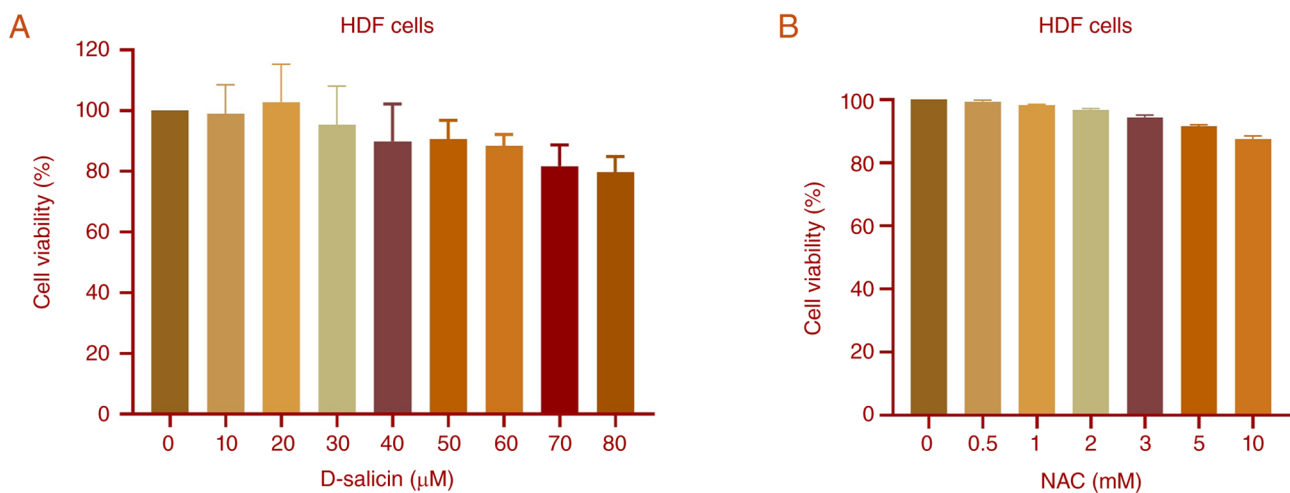 A
HDF cells
Cell viability (%)
120
100
80
60
40
20
0
0 10 20 30 40 50 60 70 80
D-salicin (μM)
B
HDF cells
Cell viability (%)
100
80
60
40
20
0
0 0.5 1 2 3 5 10
NAC (mM)